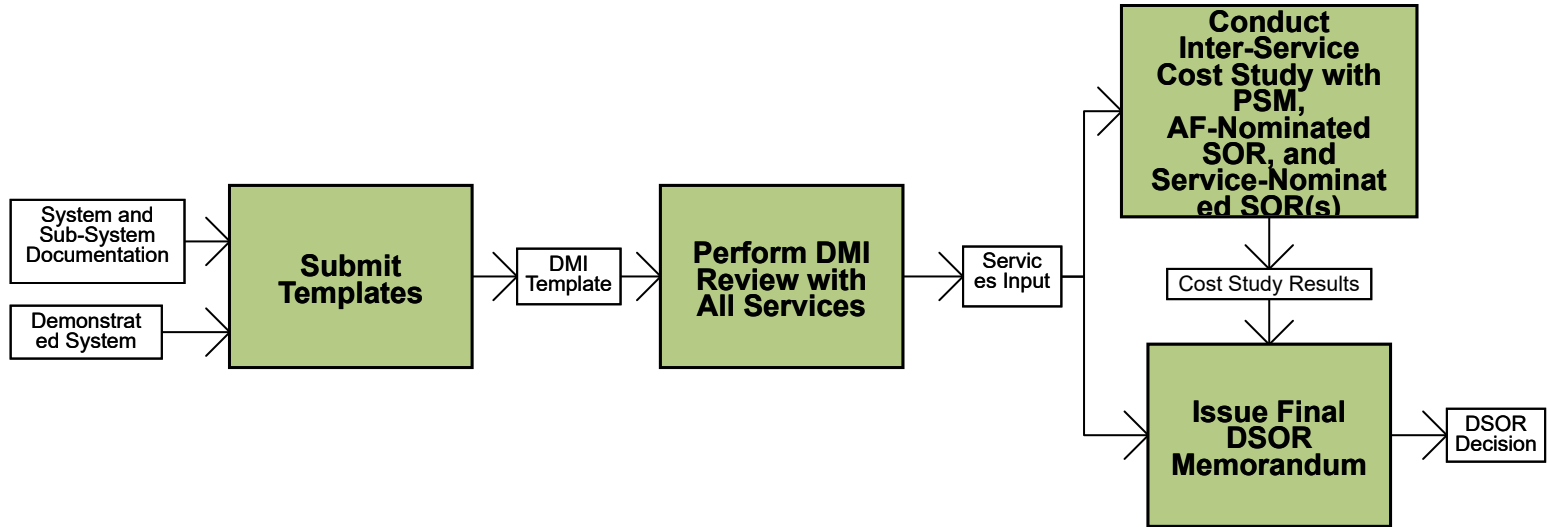 System and
Sub-System
Documentation
Demonstrat
ed System
Submit
Templates
DMI
Template
Perform DMI
Review with
All Services
Servic
es Input
Conduct
Inter-Service
Cost Study with
PSM,
AF-Nominated
SOR, and
Service-Nominat
ed SOR(s)
Cost Study Results
Issue Final
DSOR
Memorandum
DSOR
Decision